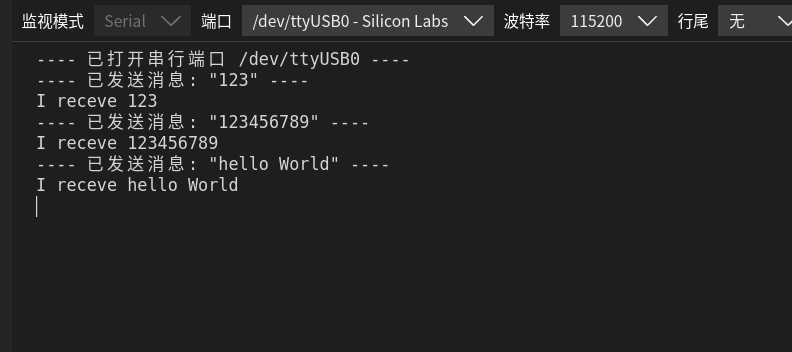 监视模式 Serial 端口 /dev/ttyUSB0 - Silicon Labs 波特率 115200 行尾 无
---- 已打开串行端口 /dev/ttyUSB0 ----
---- 已发送消息: "123" ----
I receve 123
---- 已发送消息: "123456789" ----
I receve 123456789
---- 已发送消息: "hello World" ----
I receve hello World